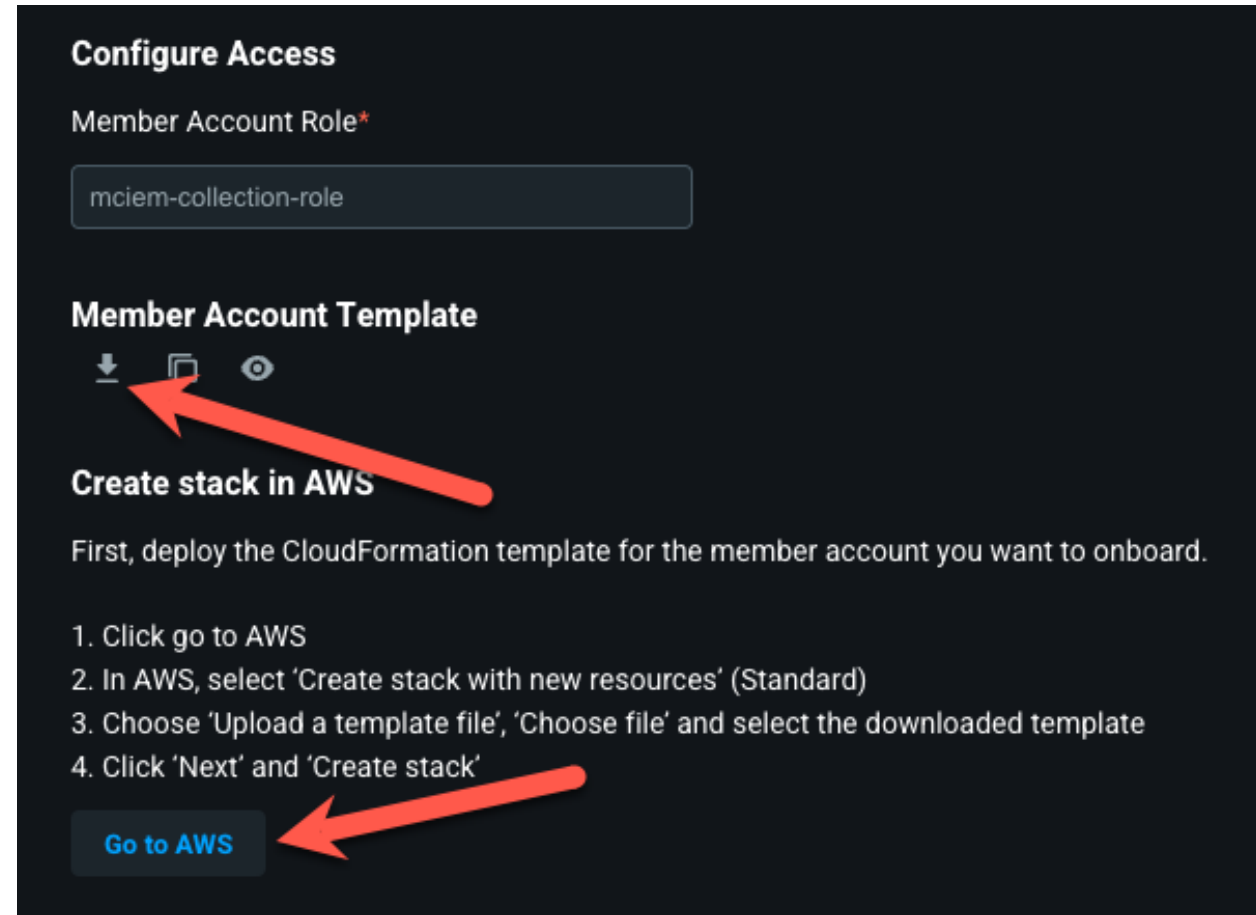 Configure Access
Member Account Role*
mciem-collection-role
Member Account Template
Create stack in AWS
First, deploy the CloudFormation template for the member account you want to onboard.
1. Click go to AWS
2. In AWS, select ‘Create stack with new resources’ (Standard)
3. Choose ‘Upload a template file’, ‘Choose file’ and select the downloaded template
4. Click ‘Next’ and ‘Create stack’
Go to AWS